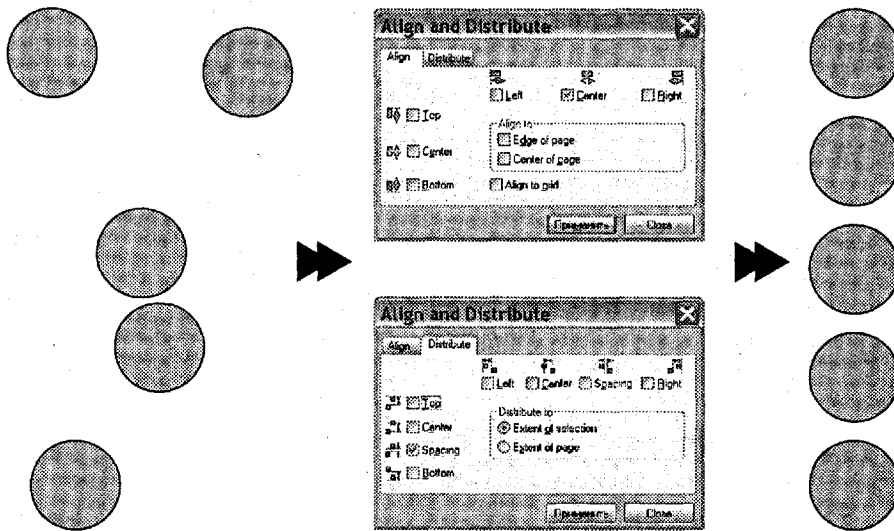 Align and Distribute
Align Distribute
Left Center Right
Top
Align to
Edge of page
Center
Center of page
Bottom Align to grid
Применить Close
Align and Distribute
Align Distribute
Left Center Spacing Right
Top
Distribute to
Center
Extent of selection
Spacing
Extent of page
Bottom
Применить Close